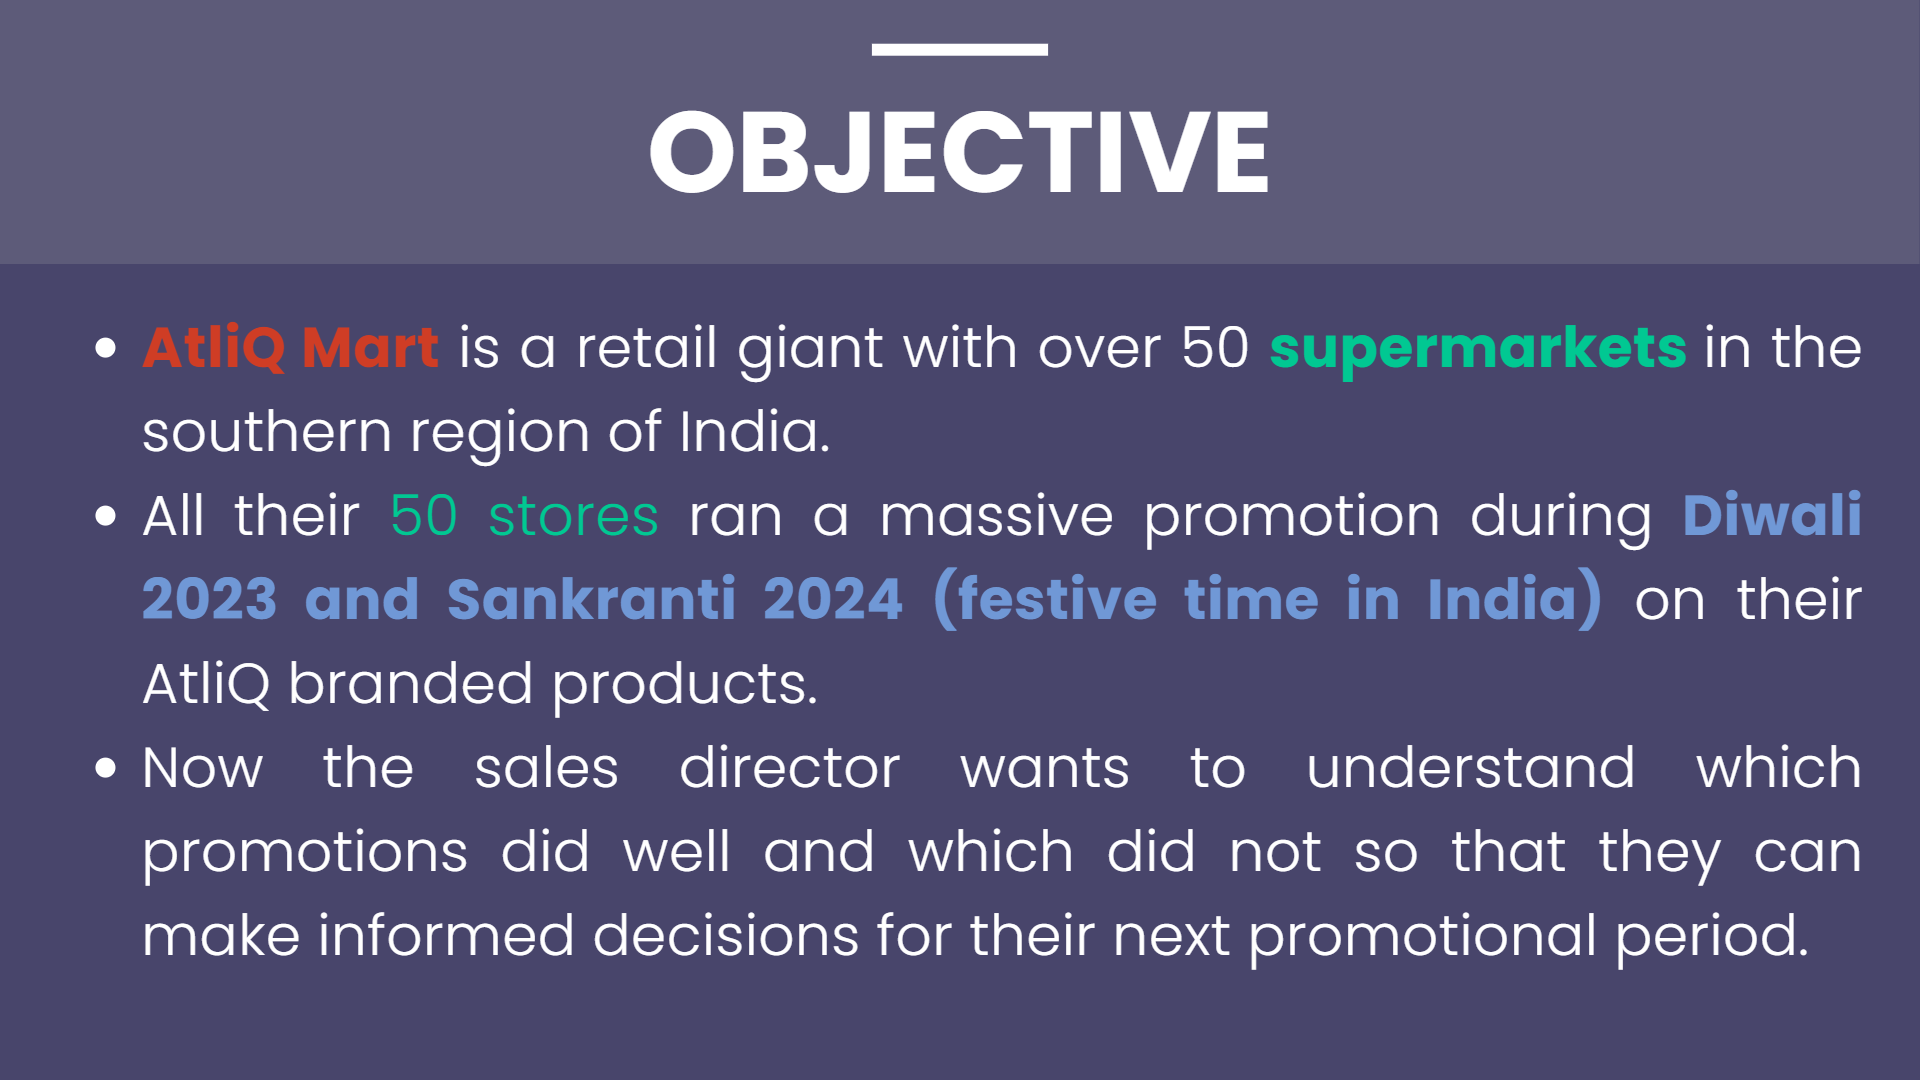 OBJECTIVE
• AtliQ Mart is a retail giant with over 50 supermarkets in the
southern region of India.
• All their 50 stores ran a massive promotion during Diwali
2023 and Sankranti 2024 (festive time in India) on their
AtliQ branded products.
• Now the sales director wants to understand which
promotions did well and which did not so that they can
make informed decisions for their next promotional period.